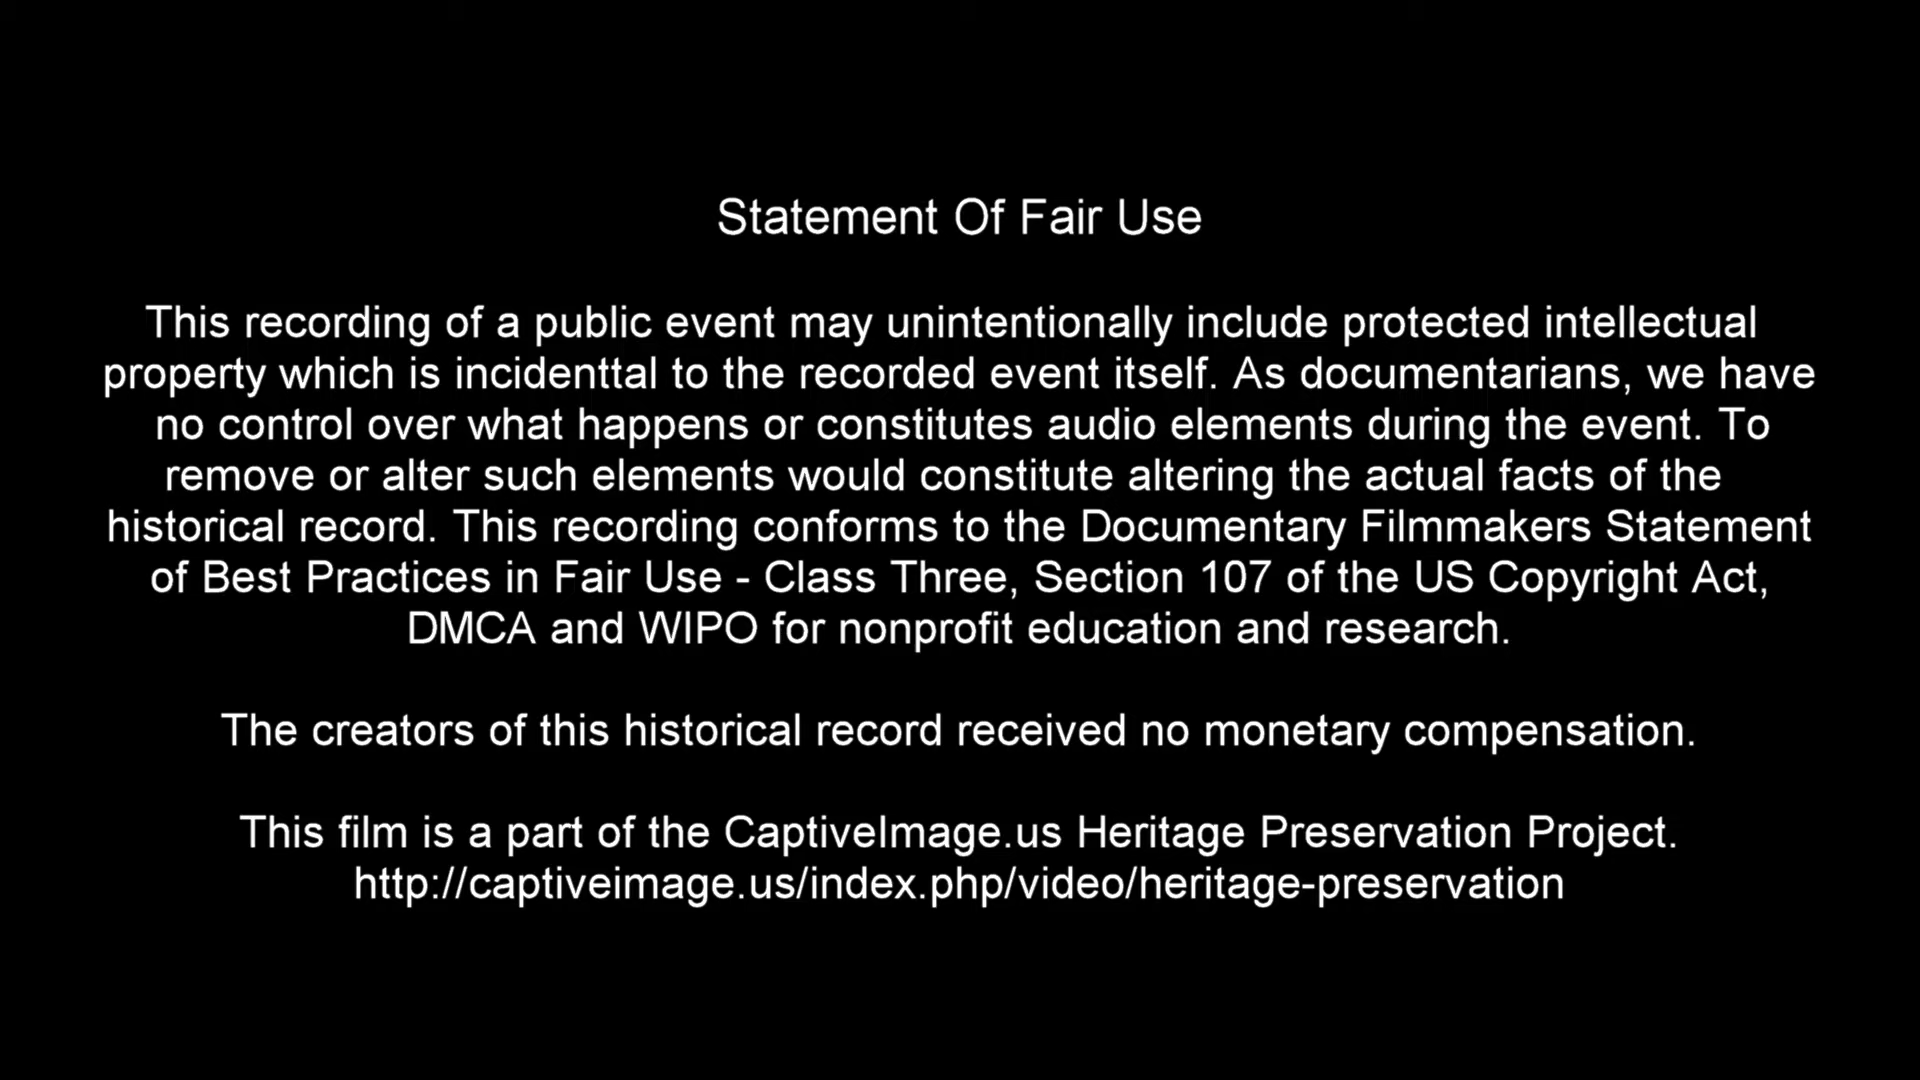 Statement Of Fair Use
This recording of a public event may unintentionally include protected intellectual
property which is incidenttal to the recorded event itself. As documentarians, we have
no control over what happens or constitutes audio elements during the event. To
remove or alter such elements would constitute altering the actual facts of the
historical record. This recording conforms to the Documentary Filmmakers Statement
of Best Practices in Fair Use - Class Three, Section 107 of the US Copyright Act,
DMCA and WIPO for nonprofit education and research.
The creators of this historical record received no monetary compensation.
This film is a part of the CaptiveImage.us Heritage Preservation Project.
http://captiveimage.us/index.php/video/heritage-preservation